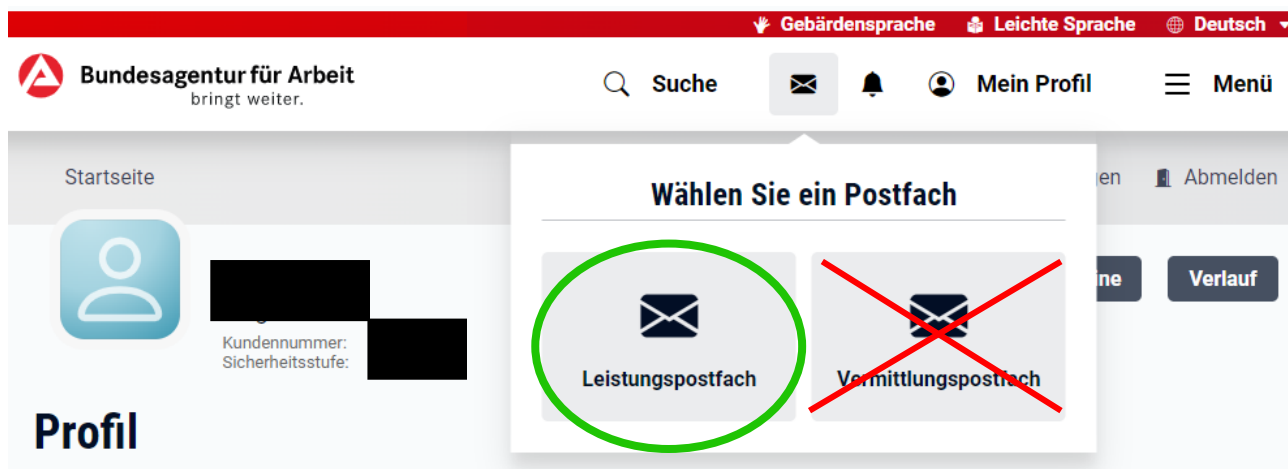 Gebärdensprache Leichte Sprache Deutsch
Bundesagentur für Arbeit
bringt weiter.
Suche Mein Profil Menü
Startseite
Abmelden
Wählen Sie ein Postfach
Verlauf
Kundennummer:
Sicherheitsstufe:
Leistungspostfach Vermittlungspostfach
Profil